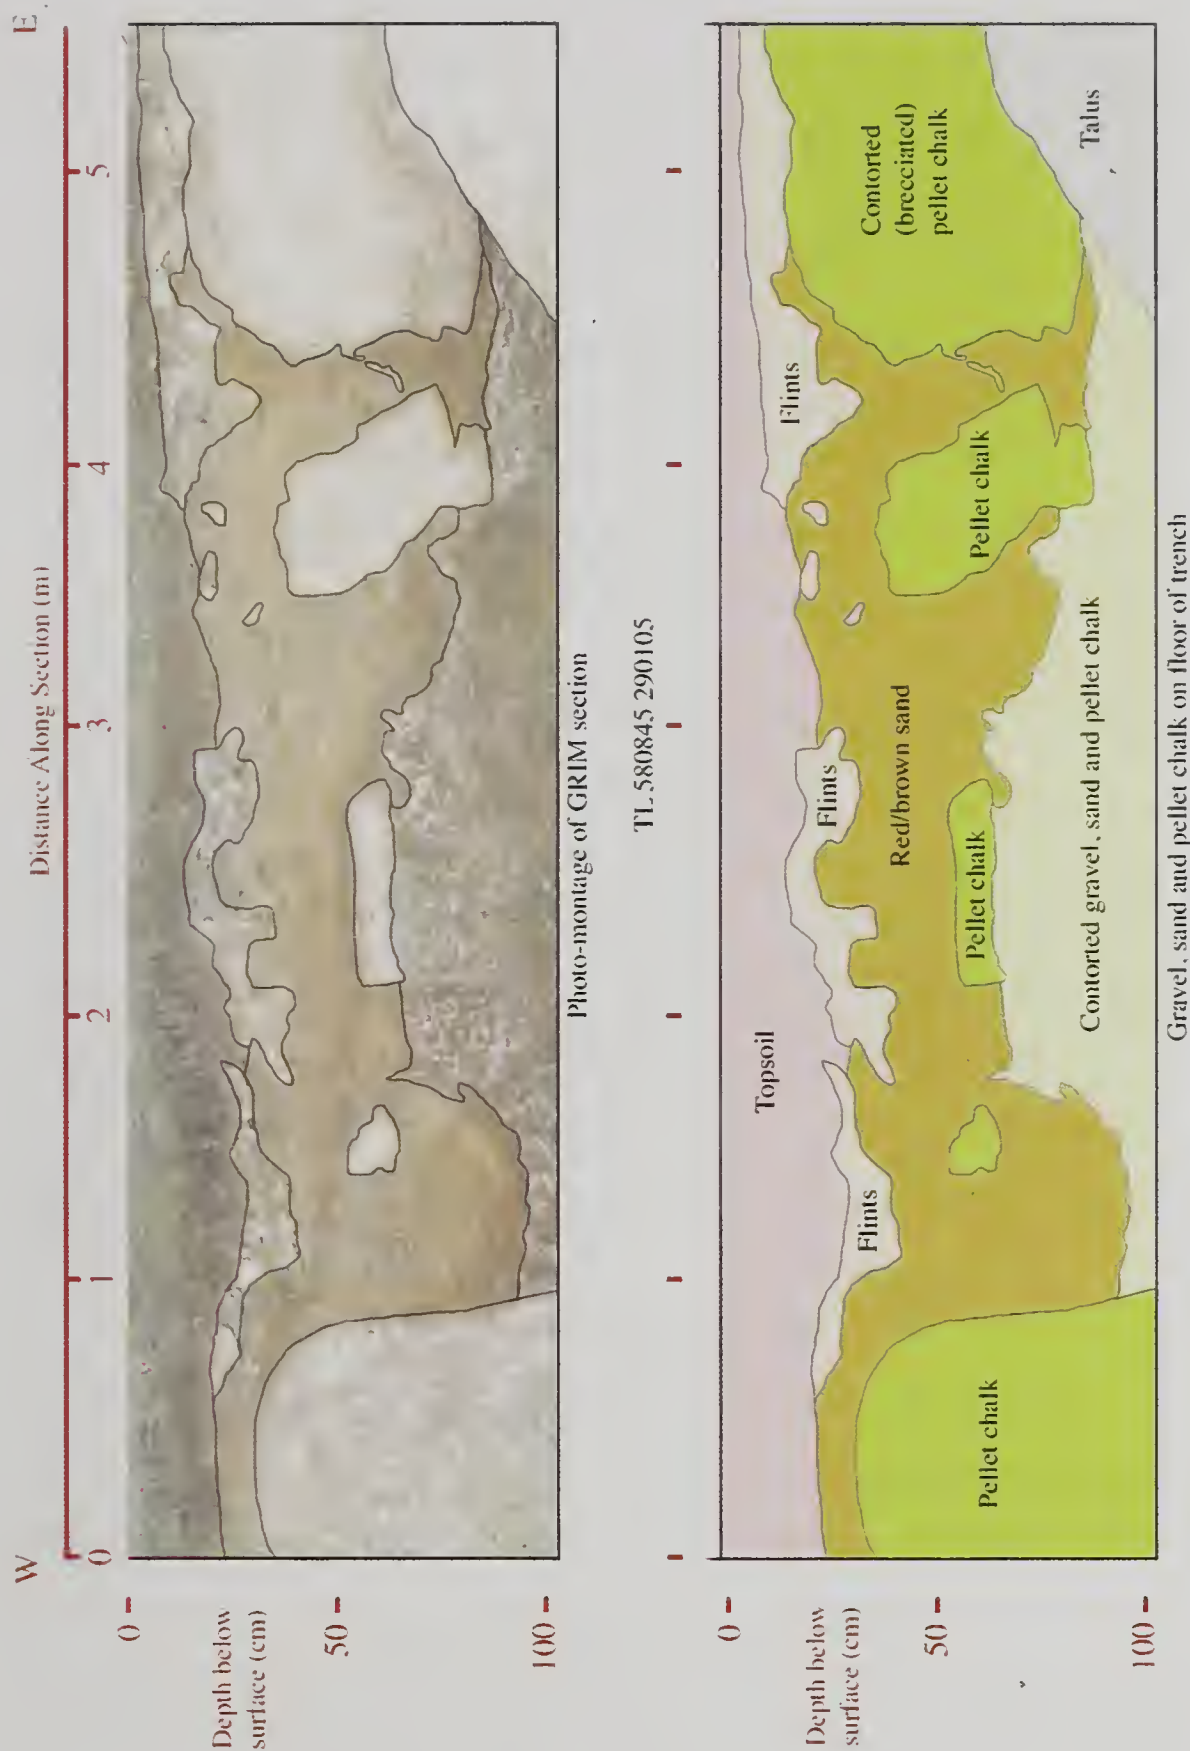 W
E
Distance Along Section (m)
0 1 2 3 4 5
0
Depth below
surface (cm)
50
100
Photo-montage of GRIM section
TL 580845 290105
0
Depth below
surface (cm)
50
100
Topsoil
Flints
Flints
Flints
Red/brown sand
Pellet chalk
Pellet chalk
Pellet chalk
Contorted
(brecciated)
pellet chalk
Talus
Contorted gravel, sand and pellet chalk
Gravel, sand and pellet chalk on floor of trench